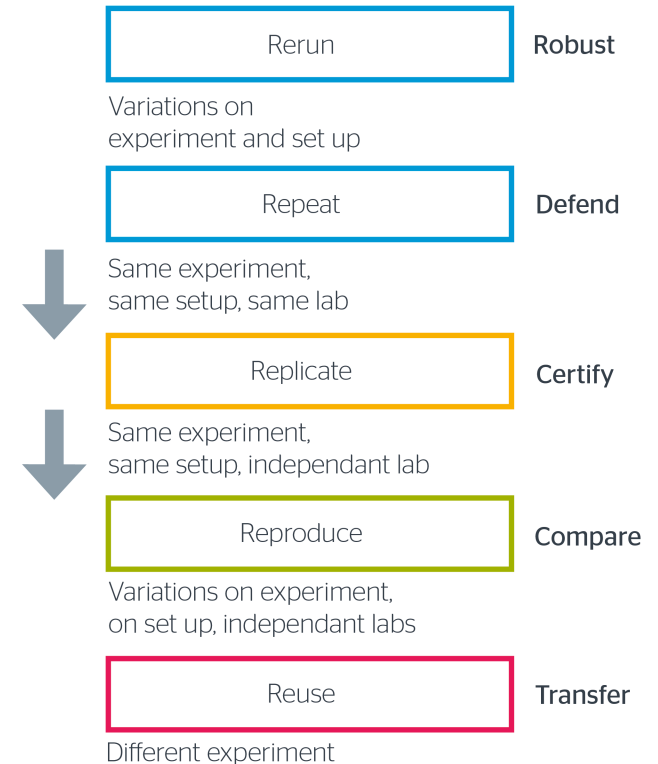 Rerun
Robust
Variations on
experiment and set up
Repeat
Defend
Same experiment,
same setup, same lab
Replicate
Certify
Same experiment,
same setup, independant lab
Reproduce
Compare
Variations on experiment,
on set up, independant labs
Reuse
Transfer
Different experiment